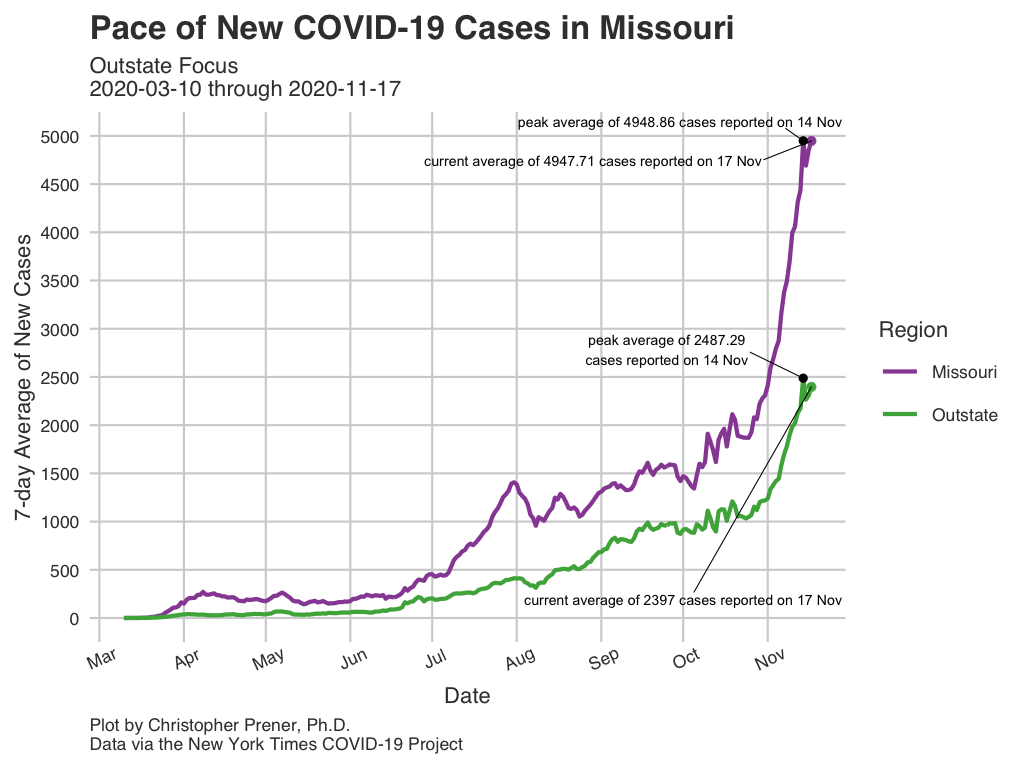 Pace of New COVID-19 Cases in Missouri
Outstate Focus
2020-03-10 through 2020-11-17
peak average of 4948.86 cases reported on 14 Nov
current average of 4947.71 cases reported on 17 Nov
peak average of 2487.29
cases reported on 14 Nov
current average of 2397 cases reported on 17 Nov
7-day Average of New Cases
5000
4500
4000
3500
3000
2500
2000
1500
1000
500
0
Mar
Apr
May
Jun
Jul
Aug
Sep
Oct
Nov
Date
Region
Missouri
Outstate
Plot by Christopher Prener, Ph.D.
Data via the New York Times COVID-19 Project